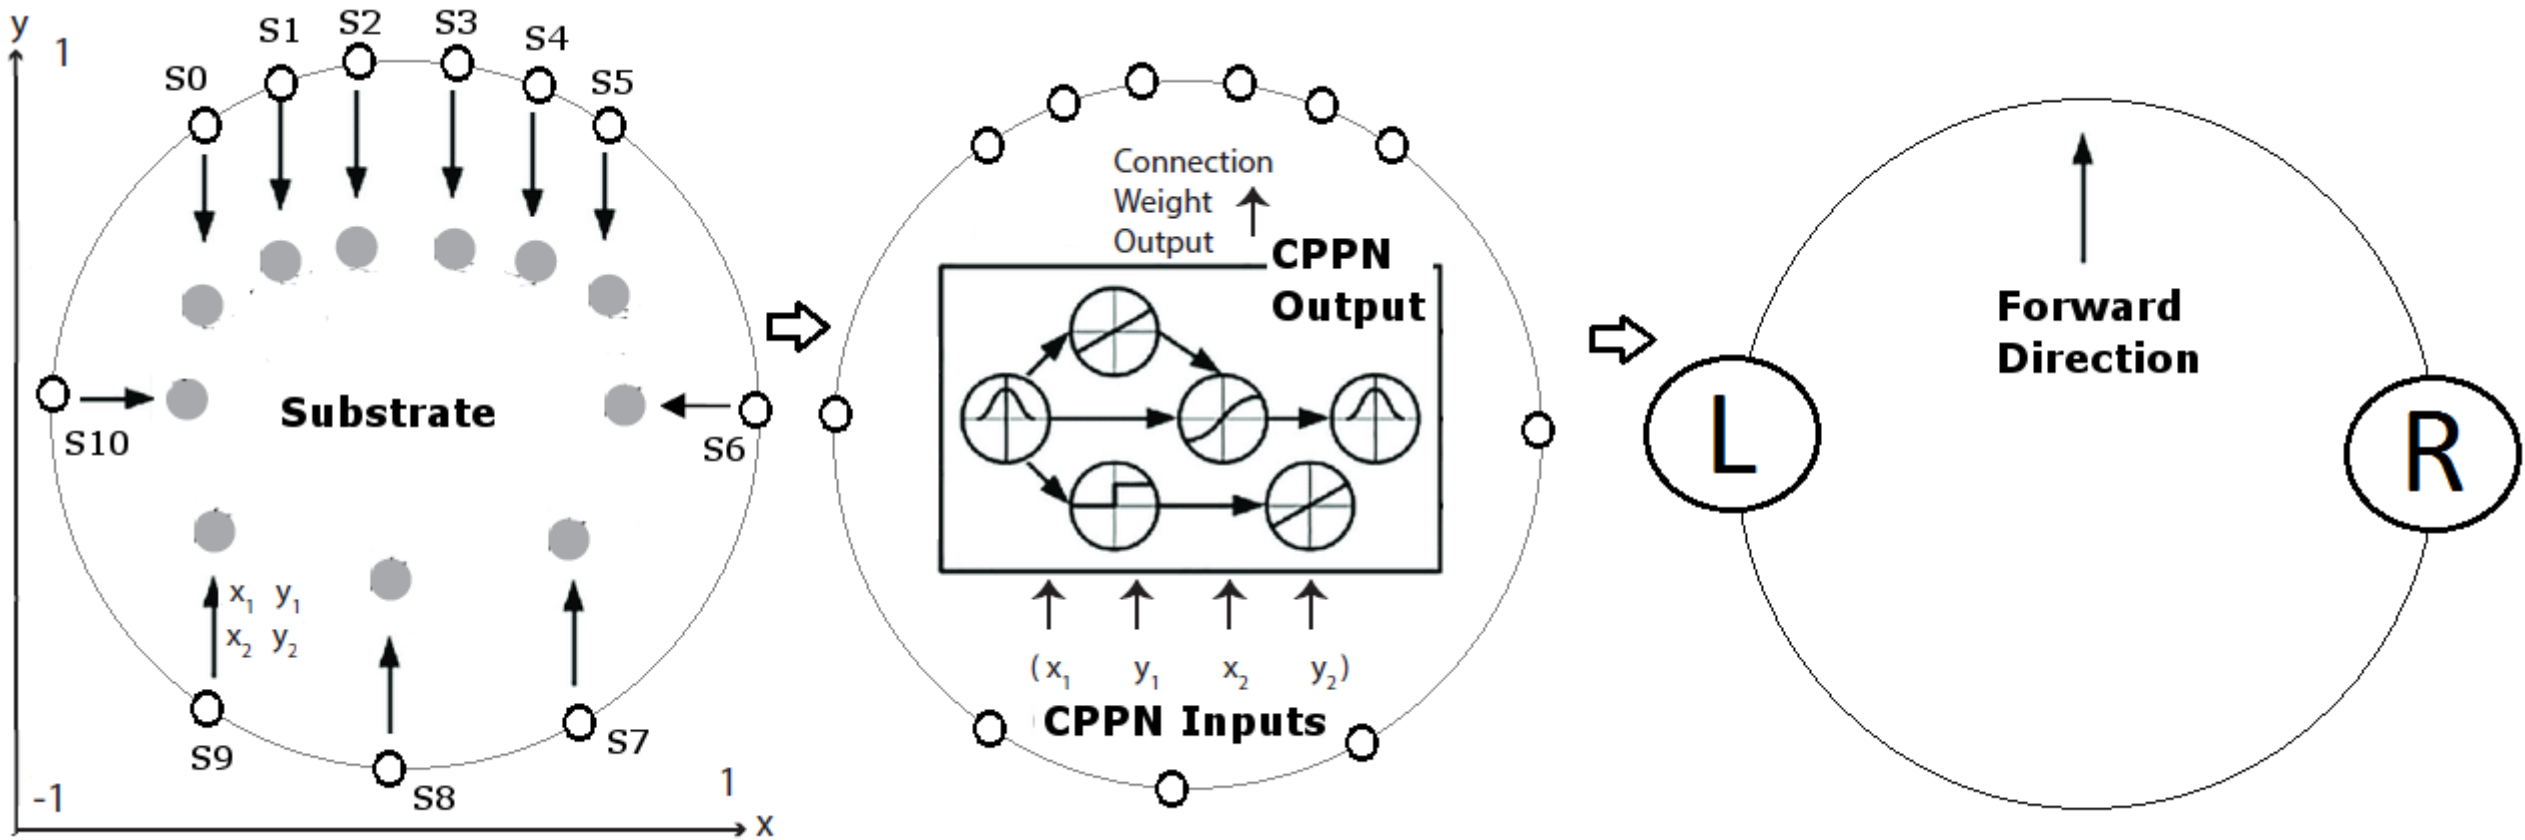 y
1
S0
S1
S2
S3
S4
S5
S10
Substrate
S6
x₁ y₁
x₂ y₂
S9
S8
S7
-1
1
x
Connection
Weight
Output
CPPN
Output
(x₁ y₁ x₂ y₂)
CPPN Inputs
Forward
Direction
L
R